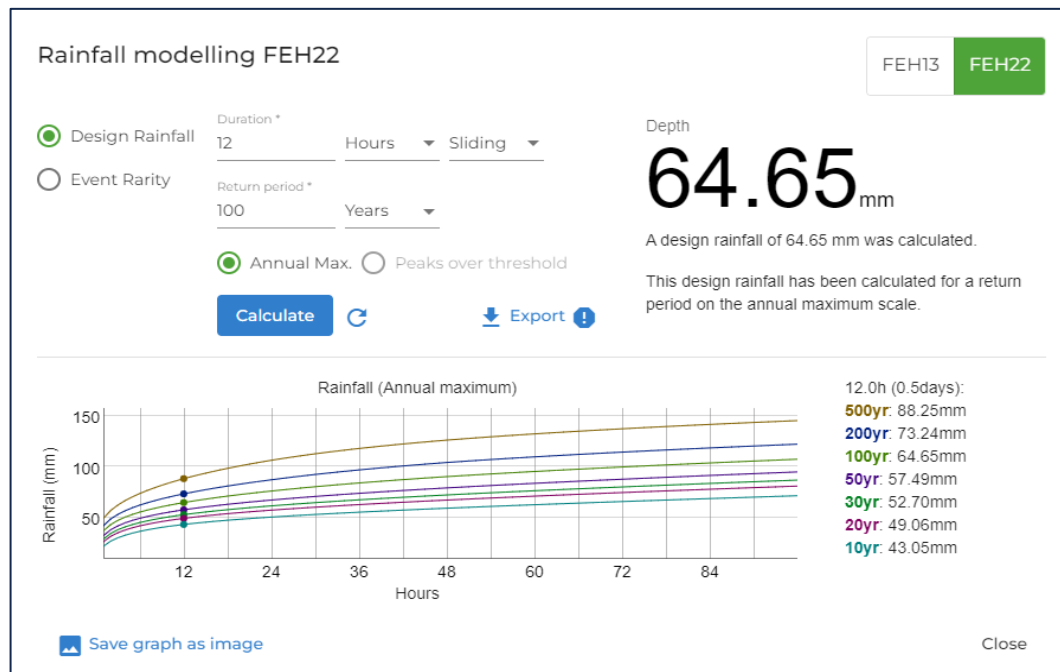 Rainfall modelling FEH22
FEH13
FEH22
Design Rainfall
Event Rarity
Duration *
12
Hours
Sliding
Return period *
100
Years
Annual Max.
Peaks over threshold
Calculate
Export
Depth
64.65mm
A design rainfall of 64.65 mm was calculated.
This design rainfall has been calculated for a return
period on the annual maximum scale.
Rainfall (Annual maximum)
Rainfall (mm)
150
100
50
12
24
36
48
60
72
84
Hours
12.0h (0.5days):
500yr: 88.25mm
200yr: 73.24mm
100yr: 64.65mm
50yr: 57.49mm
30yr: 52.70mm
20yr: 49.06mm
10yr: 43.05mm
Save graph as image
Close